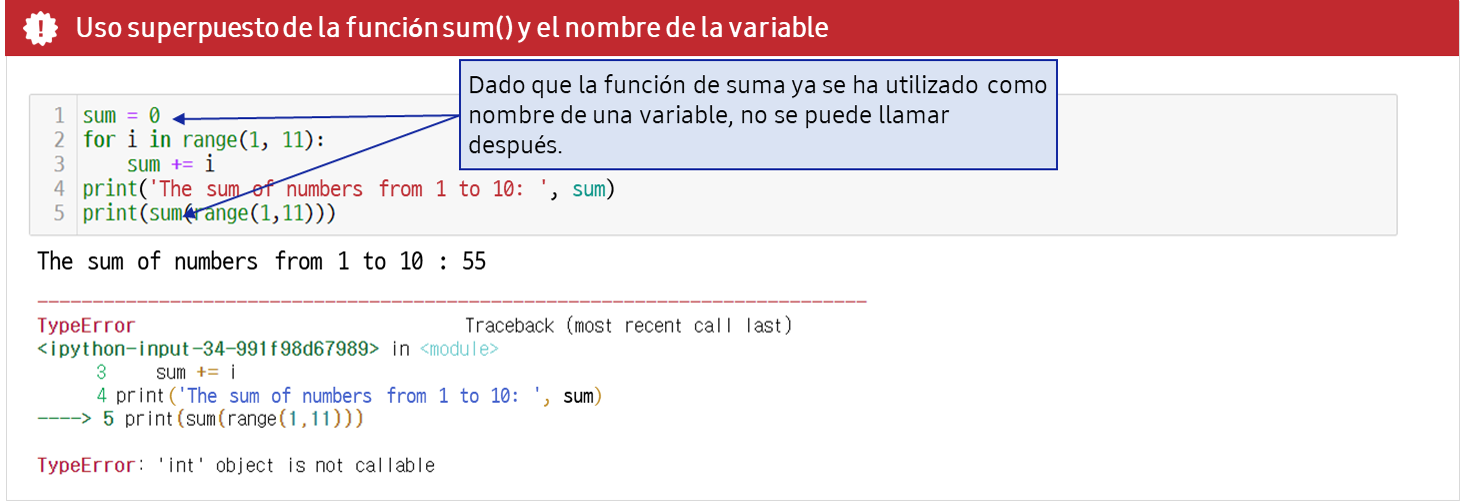 Uso superpuesto de la función sum() y el nombre de la variable
Dado que la función de suma ya se ha utilizado como
nombre de una variable, no se puede llamar
después.
1 sum = 0
2 for i in range(1, 11):
3     sum += i
4 print('The sum of numbers from 1 to 10: ', sum)
5 print(sum(range(1,11)))
The sum of numbers from 1 to 10 : 55
TypeError Traceback (most recent call last)
<ipython-input-34-991f98d67989> in <module>
3     sum += i
4 print('The sum of numbers from 1 to 10: ', sum)
----> 5 print(sum(range(1,11)))
TypeError: 'int' object is not callable